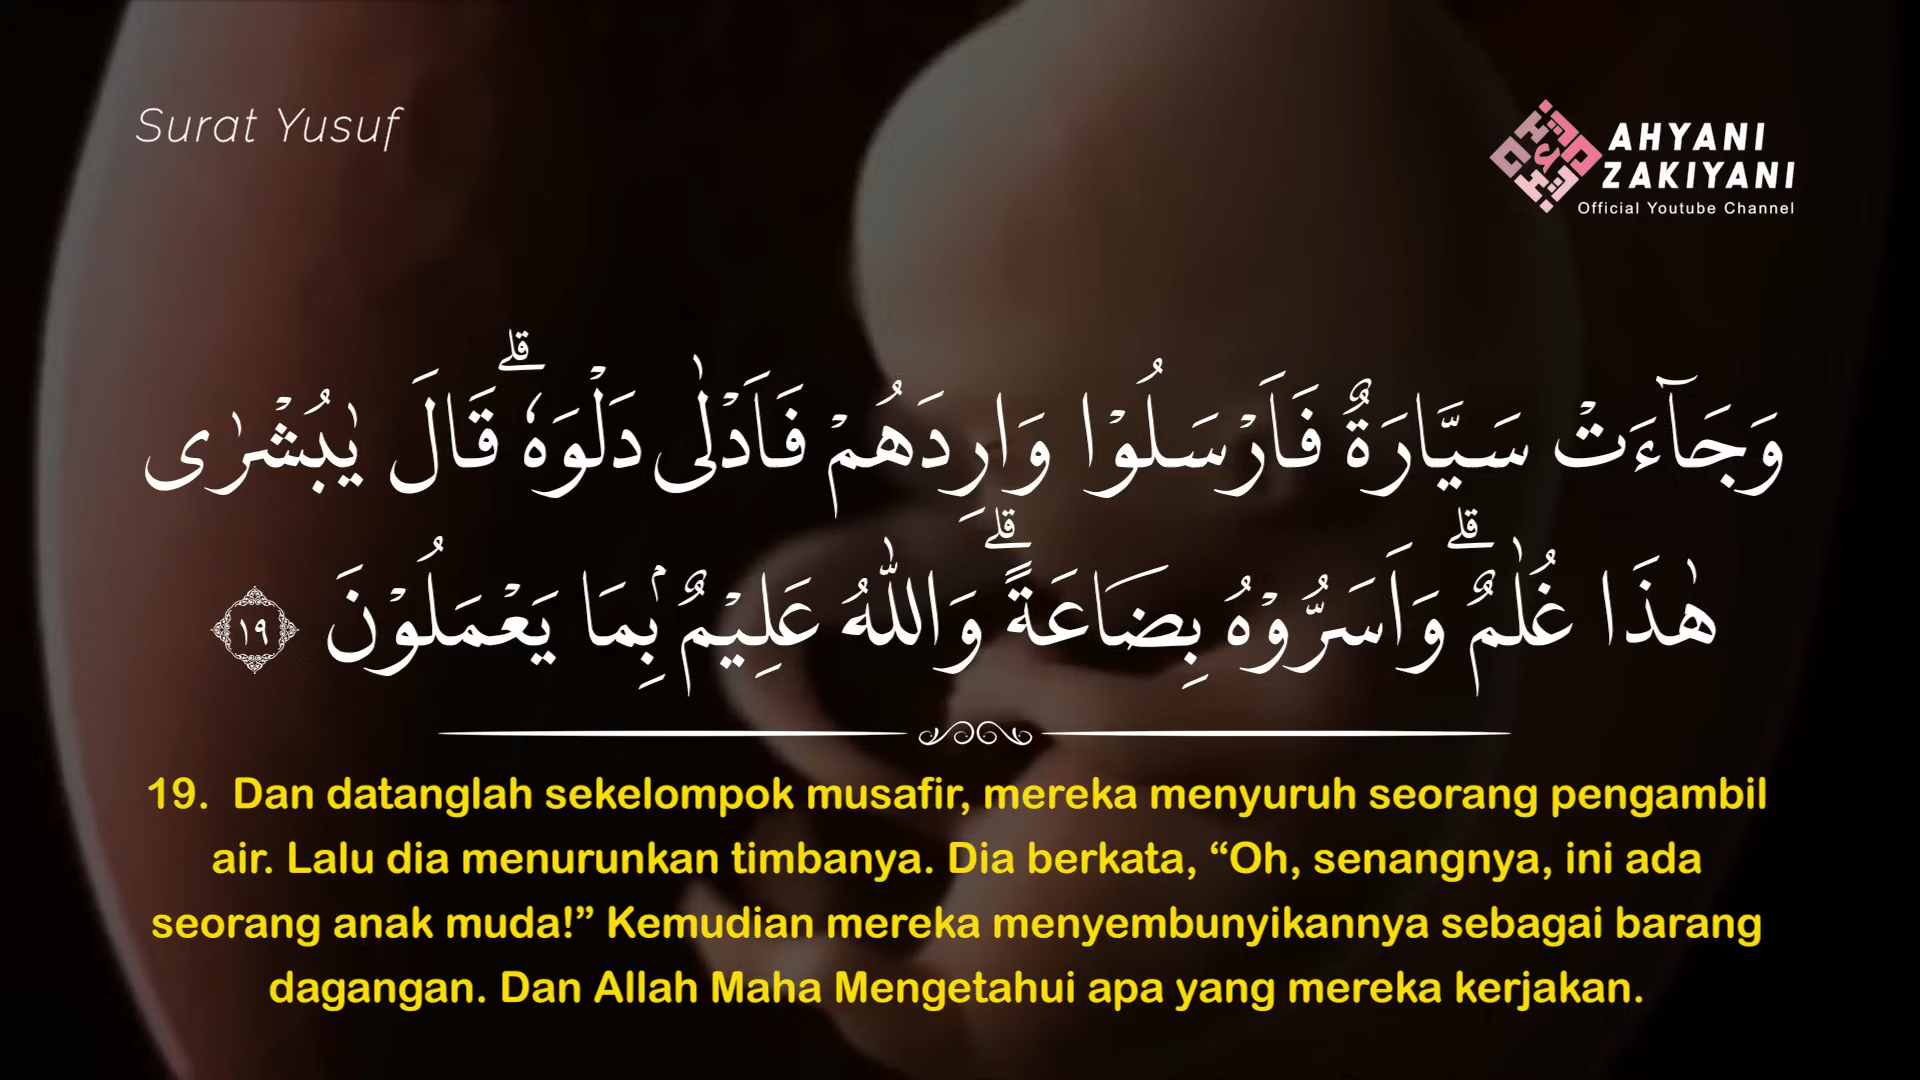 Surat Yusuf
AHYANI
ZAKIYANI
Official Youtube Channel
وَجَاۤءَتْ سَيَّارَةٌ فَاَرْسَلُوْا وَارِدَهُمْ فَاَدْلٰى دَلْوَهٗ ۗقَالَ يٰبُشْرٰى
هٰذَا غُلٰمٌ ۗوَاَسَرُّوْهُ بِضَاعَةً ۗوَاللّٰهُ عَلِيْمٌۢ بِمَا يَعْمَلُوْنَ ١٩
19. Dan datanglah sekelompok musafir, mereka menyuruh seorang pengambil
air. Lalu dia menurunkan timbanya. Dia berkata, “Oh, senangnya, ini ada
seorang anak muda!” Kemudian mereka menyembunyikannya sebagai barang
dagangan. Dan Allah Maha Mengetahui apa yang mereka kerjakan.